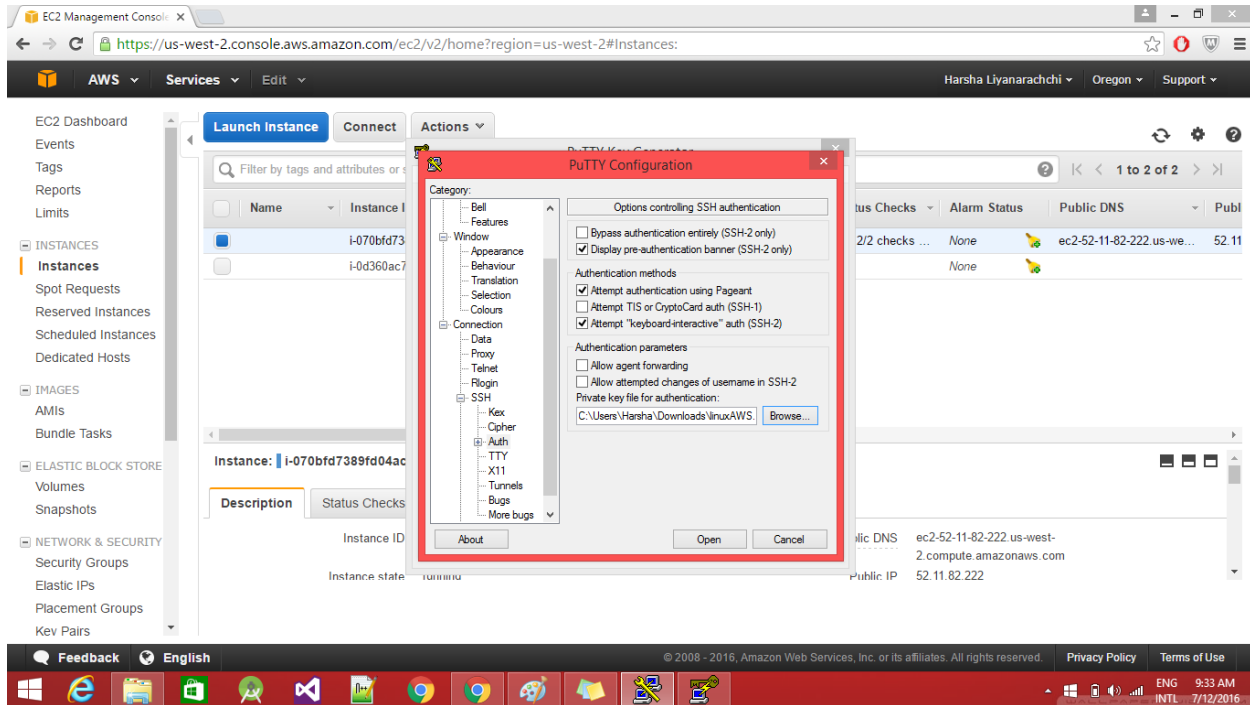 EC2 Management Console
https://us-west-2.console.aws.amazon.com/ec2/v2/home?region=us-west-2#Instances:
AWS Services Edit Harsha Liyanarachchi Oregon Support
EC2 Dashboard
Events
Tags
Reports
Limits
INSTANCES
Instances
Spot Requests
Reserved Instances
Scheduled Instances
Dedicated Hosts
IMAGES
AMIs
Bundle Tasks
ELASTIC BLOCK STORE
Volumes
Snapshots
NETWORK & SECURITY
Security Groups
Elastic IPs
Placement Groups
Key Pairs
Launch Instance Connect Actions
Filter by tags and attributes or
1 to 2 of 2
Name Instance I tus Checks Alarm Status Public DNS Publ
i-070bfd73 2/2 checks ... None ec2-52-11-82-222.us-we... 52.11
i-0d360ac7 None
PuTTY Key Generator
PuTTY Configuration
Category:
Bell
Features
Window
Appearance
Behaviour
Translation
Selection
Colours
Connection
Data
Proxy
Telnet
Rlogin
SSH
Kex
Cipher
Auth
TTY
X11
Tunnels
Bugs
More bugs
Options controlling SSH authentication
Bypass authentication entirely (SSH-2 only)
Display pre-authentication banner (SSH-2 only)
Authentication methods
Attempt authentication using Pageant
Attempt TIS or CryptoCard auth (SSH-1)
Attempt "keyboard-interactive" auth (SSH-2)
Authentication parameters
Allow agent forwarding
Allow attempted changes of username in SSH-2
Private key file for authentication:
C:\Users\Harsha\Downloads\linuxAWS. Browse...
About Open Cancel
Instance: i-070bfd7389fd04ac
Description Status Checks
Instance ID
Instance state running
lic DNS ec2-52-11-82-222.us-west-
2.compute.amazonaws.com
Public IP 52.11.82.222
Feedback English © 2008 - 2016, Amazon Web Services, Inc. or its affiliates. All rights reserved. Privacy Policy Terms of Use
ENG 9:33 AM
INTL 7/12/2016